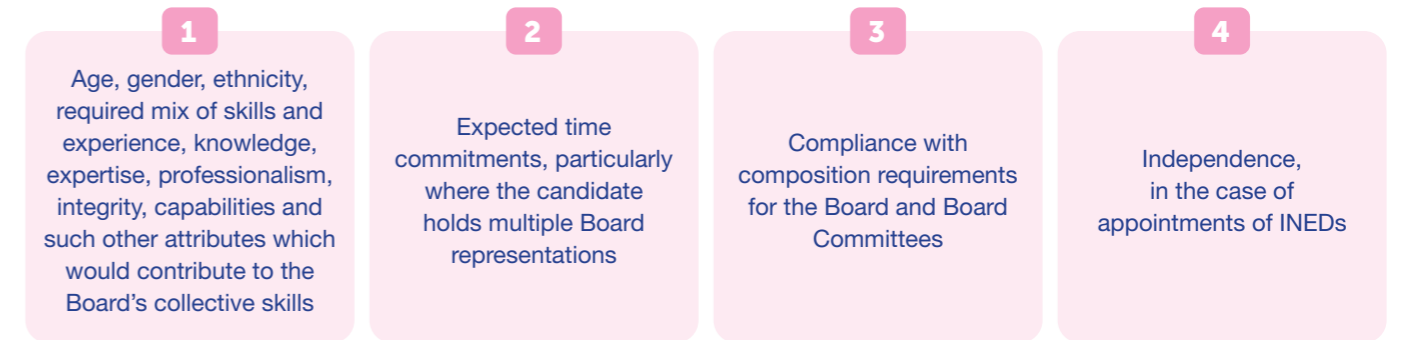 1
Age, gender, ethnicity,
required mix of skills and
experience, knowledge,
expertise, professionalism,
integrity, capabilities and
such other attributes which
would contribute to the
Board’s collective skills
2
Expected time
commitments, particularly
where the candidate
holds multiple Board
representations
3
Compliance with
composition requirements
for the Board and Board
Committees
4
Independence,
in the case of
appointments of INEDs